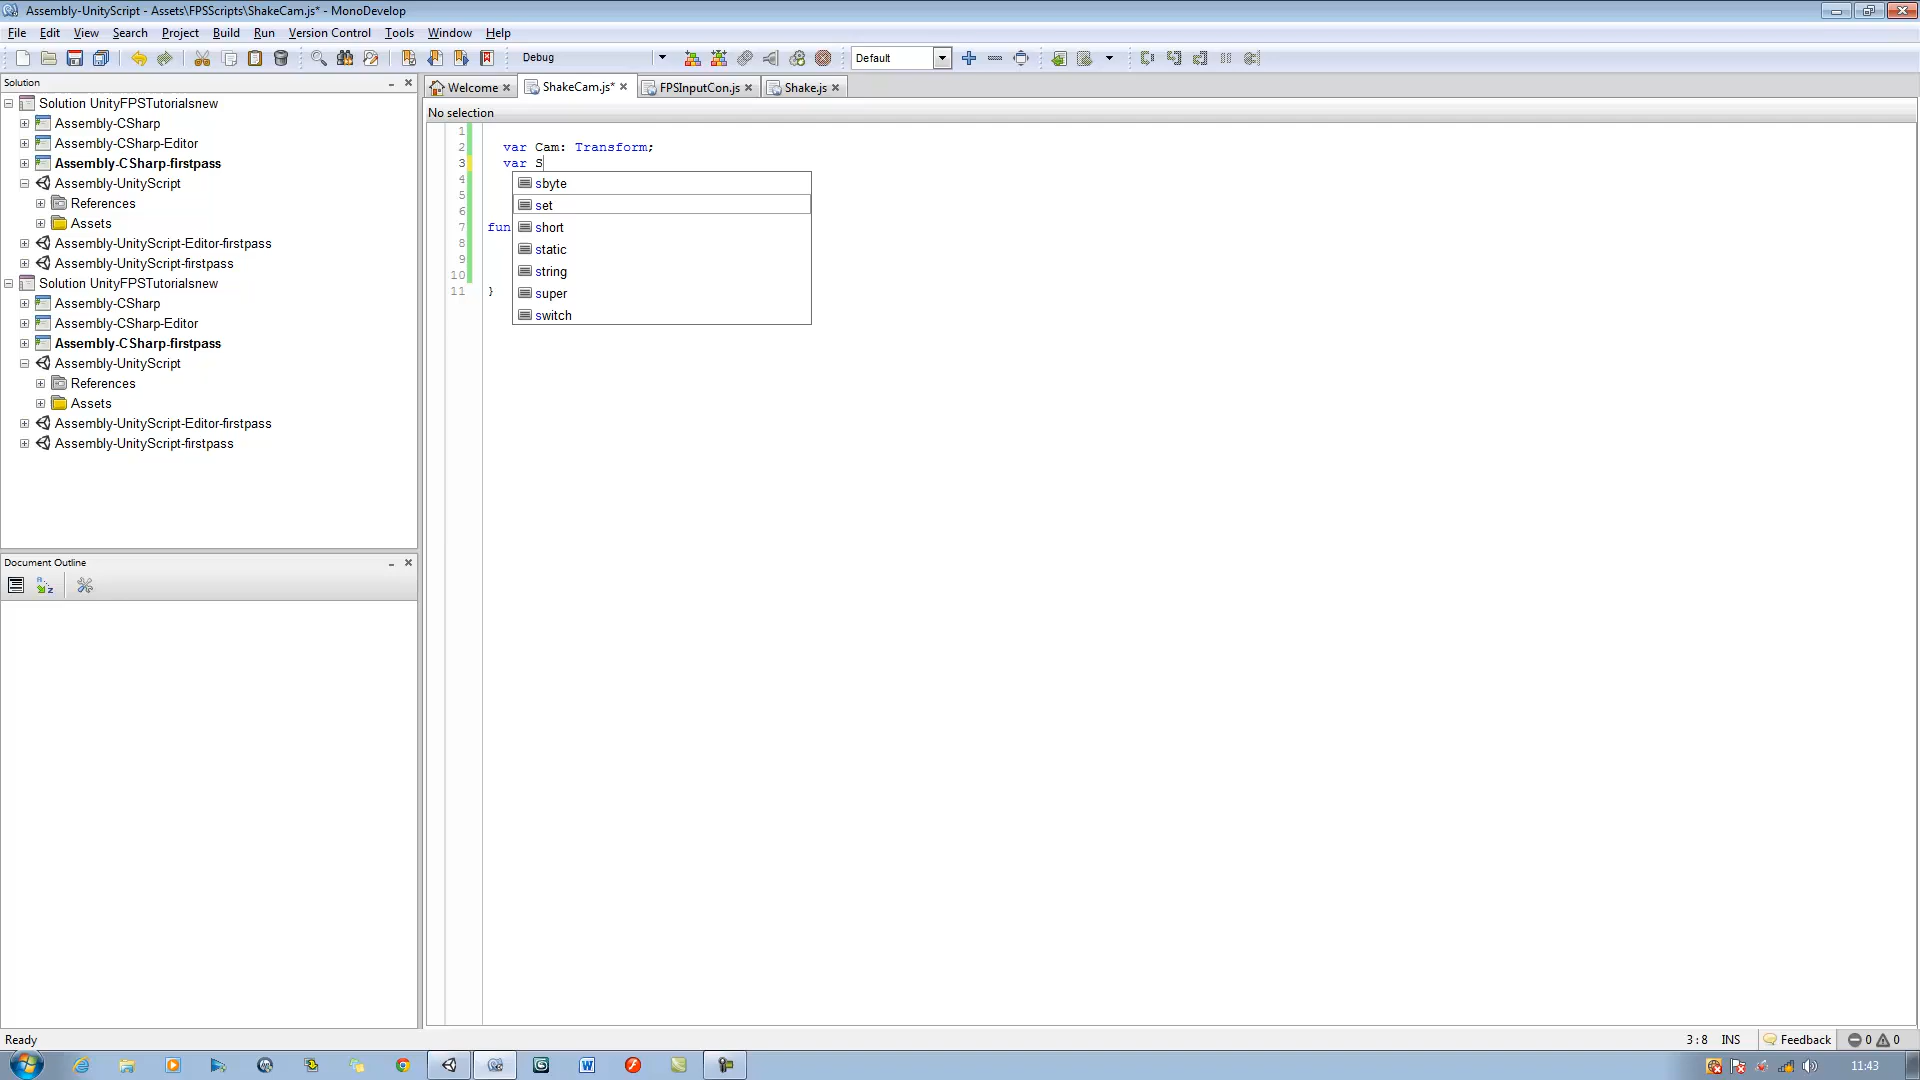 Assembly-UnityScript - Assets\FPSScripts\ShakeCam.js* - MonoDevelop
File Edit View Search Project Build Run Version Control Tools Window Help
Debug Default
Solution
Welcome ShakeCam.js* FPSInputCon.js Shake.js
No selection
Solution UnityFPSTutorialsnew
Assembly-CSharp
Assembly-CSharp-Editor
Assembly-CSharp-firstpass
Assembly-UnityScript
References
Assets
Assembly-UnityScript-Editor-firstpass
Assembly-UnityScript-firstpass
Solution UnityFPSTutorialsnew
Assembly-CSharp
Assembly-CSharp-Editor
Assembly-CSharp-firstpass
Assembly-UnityScript
References
Assets
Assembly-UnityScript-Editor-firstpass
Assembly-UnityScript-firstpass
1
2 var Cam: Transform;
3 var S
4
5
6
7 fun
8
9
10
11 }
sbyte
set
short
static
string
super
switch
Document Outline
Ready
3 : 8 INS Feedback 0 0
11:43